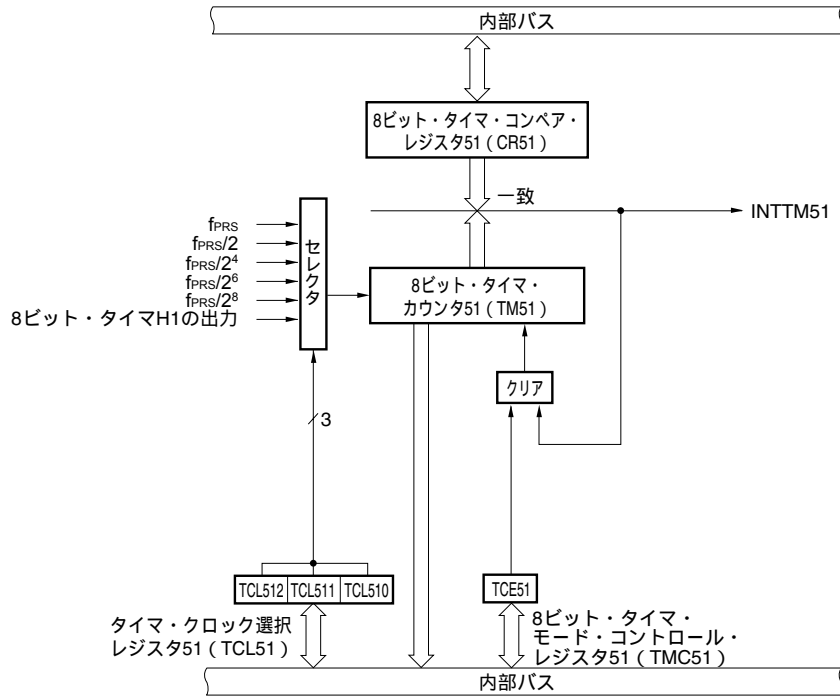 内部バス
8ビット・タイマ・コンペア・
レジスタ51（CR51）
一致
INTTM51
fPRS
fPRS/2
fPRS/2⁴
fPRS/2⁶
fPRS/2⁸
8ビット・タイマH1の出力
セレクタ
8ビット・タイマ・
カウンタ51（TM51）
クリア
3
TCL512 TCL511 TCL510
タイマ・クロック選択
レジスタ51（TCL51）
TCE51
8ビット・タイマ・
モード・コントロール・
レジスタ51（TMC51）
内部バス